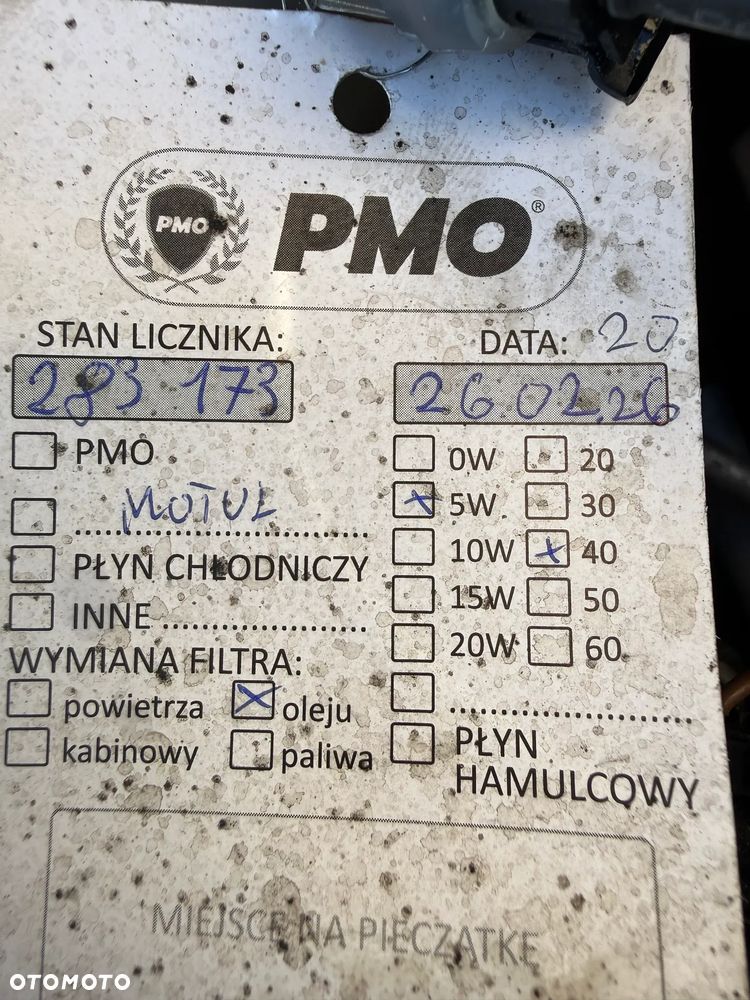 PMO
PMO®
STAN LICZNIKA:
283 173
DATA: 20
26.02.26
PMO
MOTUL
PŁYN CHŁODNICZY
INNE
WYMIANA FILTRA:
powietrza
oleju
kabinowy
paliwa
0W 20
5W 30
10W 40
15W 50
20W 60
PŁYN
HAMULCOWY
MIEJSCE NA PIECZĄTKĘ
OTOMOTO